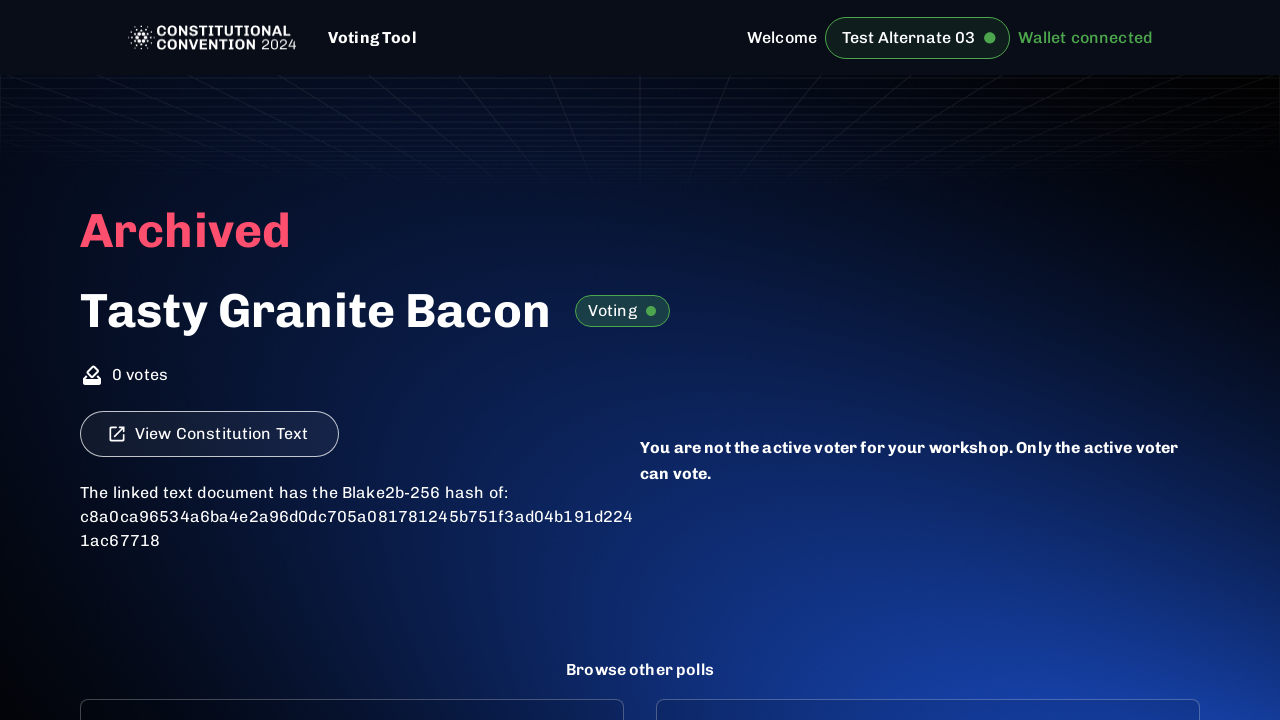 CONSTITUTIONAL
CONVENTION 2024
Voting Tool
Welcome
Test Alternate 03
Wallet connected
Archived
Tasty Granite Bacon
Voting
0 votes
View Constitution Text
You are not the active voter for your workshop. Only the active voter
can vote.
The linked text document has the Blake2b-256 hash of:
c8a0ca96534a6ba4e2a96d0dc705a081781245b751f3ad04b191d224
1ac67718
Browse other polls